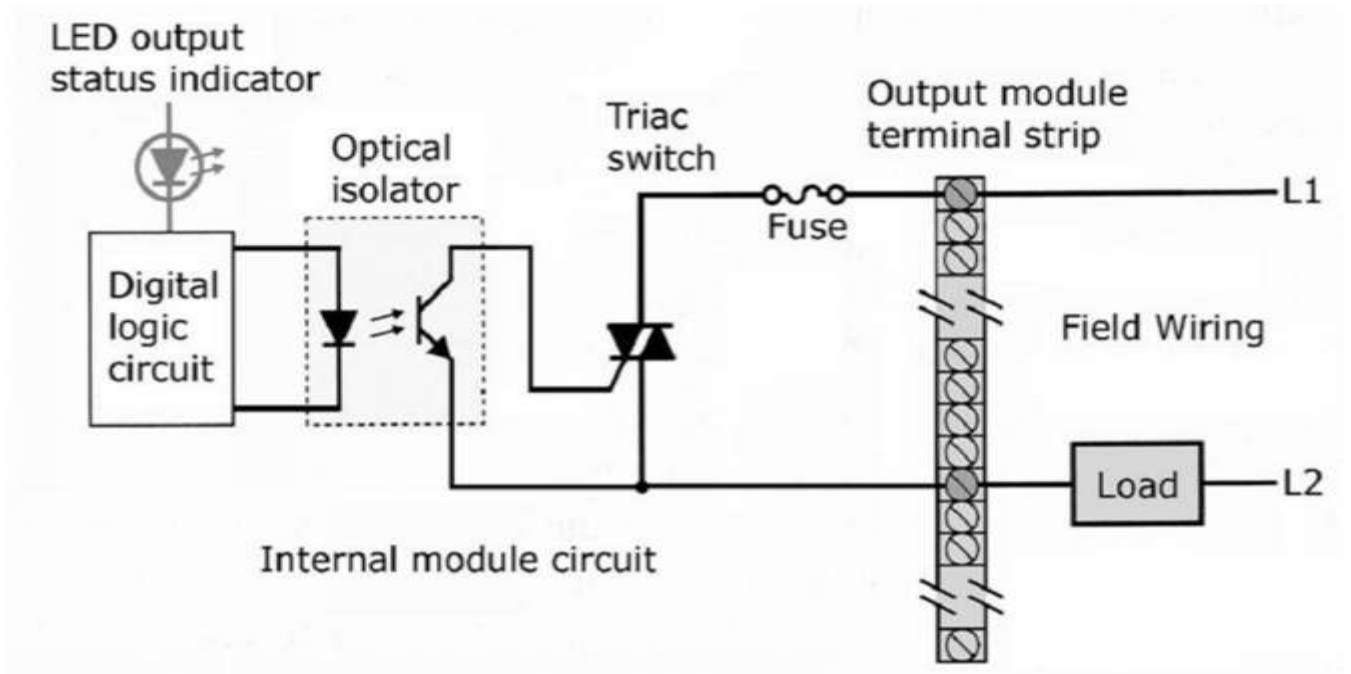 LED output
status indicator
Optical
isolator
Triac
switch
Output module
terminal strip
L1
Fuse
Digital
logic
circuit
Field Wiring
Load
L2
Internal module circuit